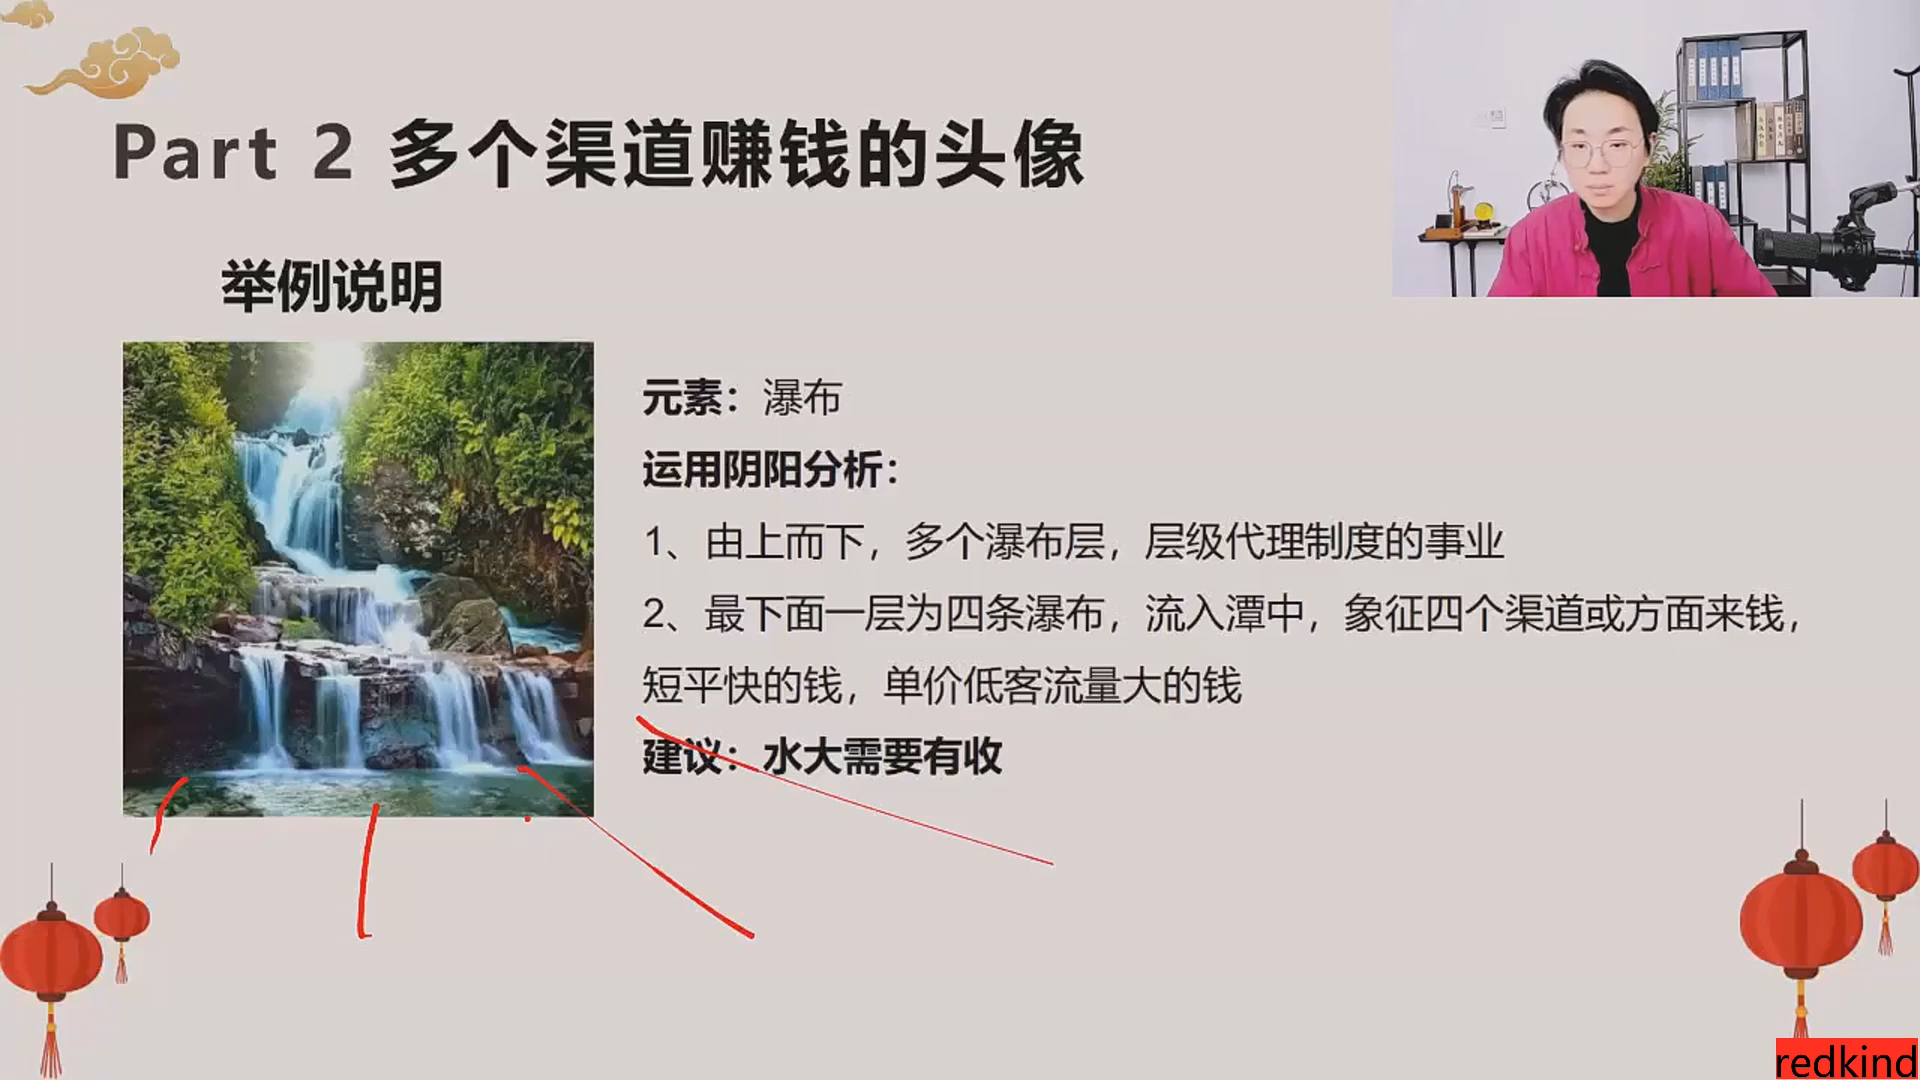 Part 2 多个渠道赚钱的头像
举例说明
元素：瀑布
运用阴阳分析：
1、由上而下，多个瀑布层，层级代理制度的事业
2、最下面一层为四条瀑布，流入潭中，象征四个渠道或方面来钱，
短平快的钱，单价低客流量大的钱
建议：水大需要有收
redkind